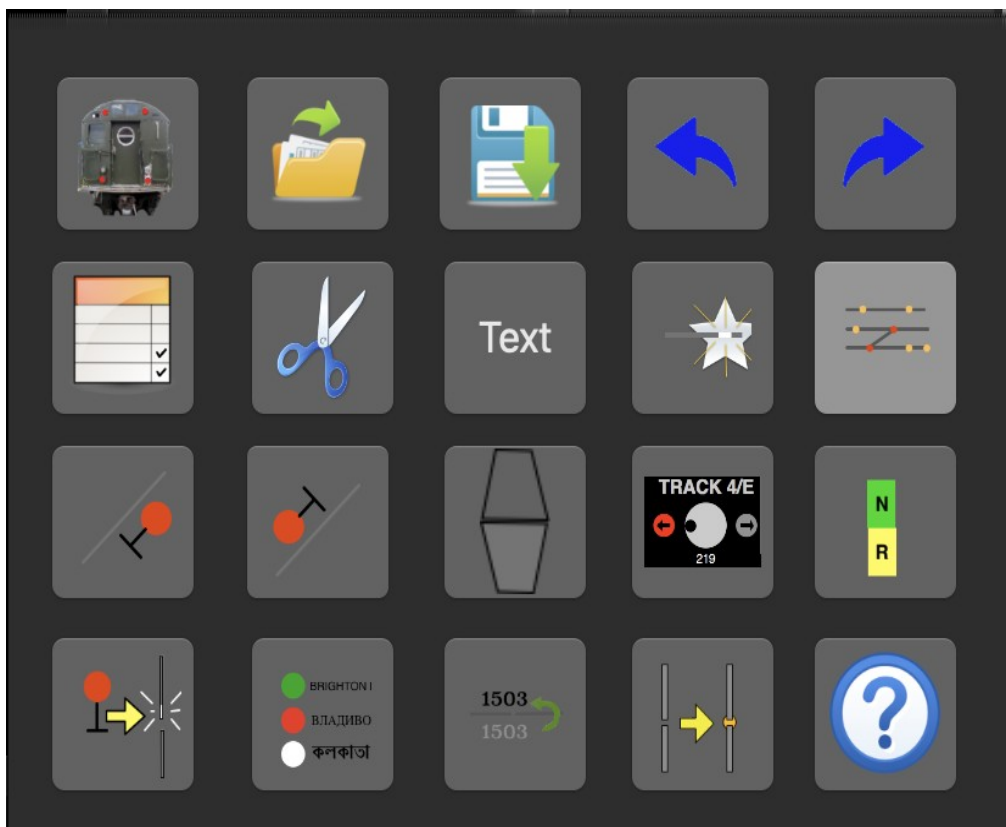 Text
TRACK 4/E
219
N
R
BRIGHTON I
ВЛАДИВО
কলকাতা
1503
1503